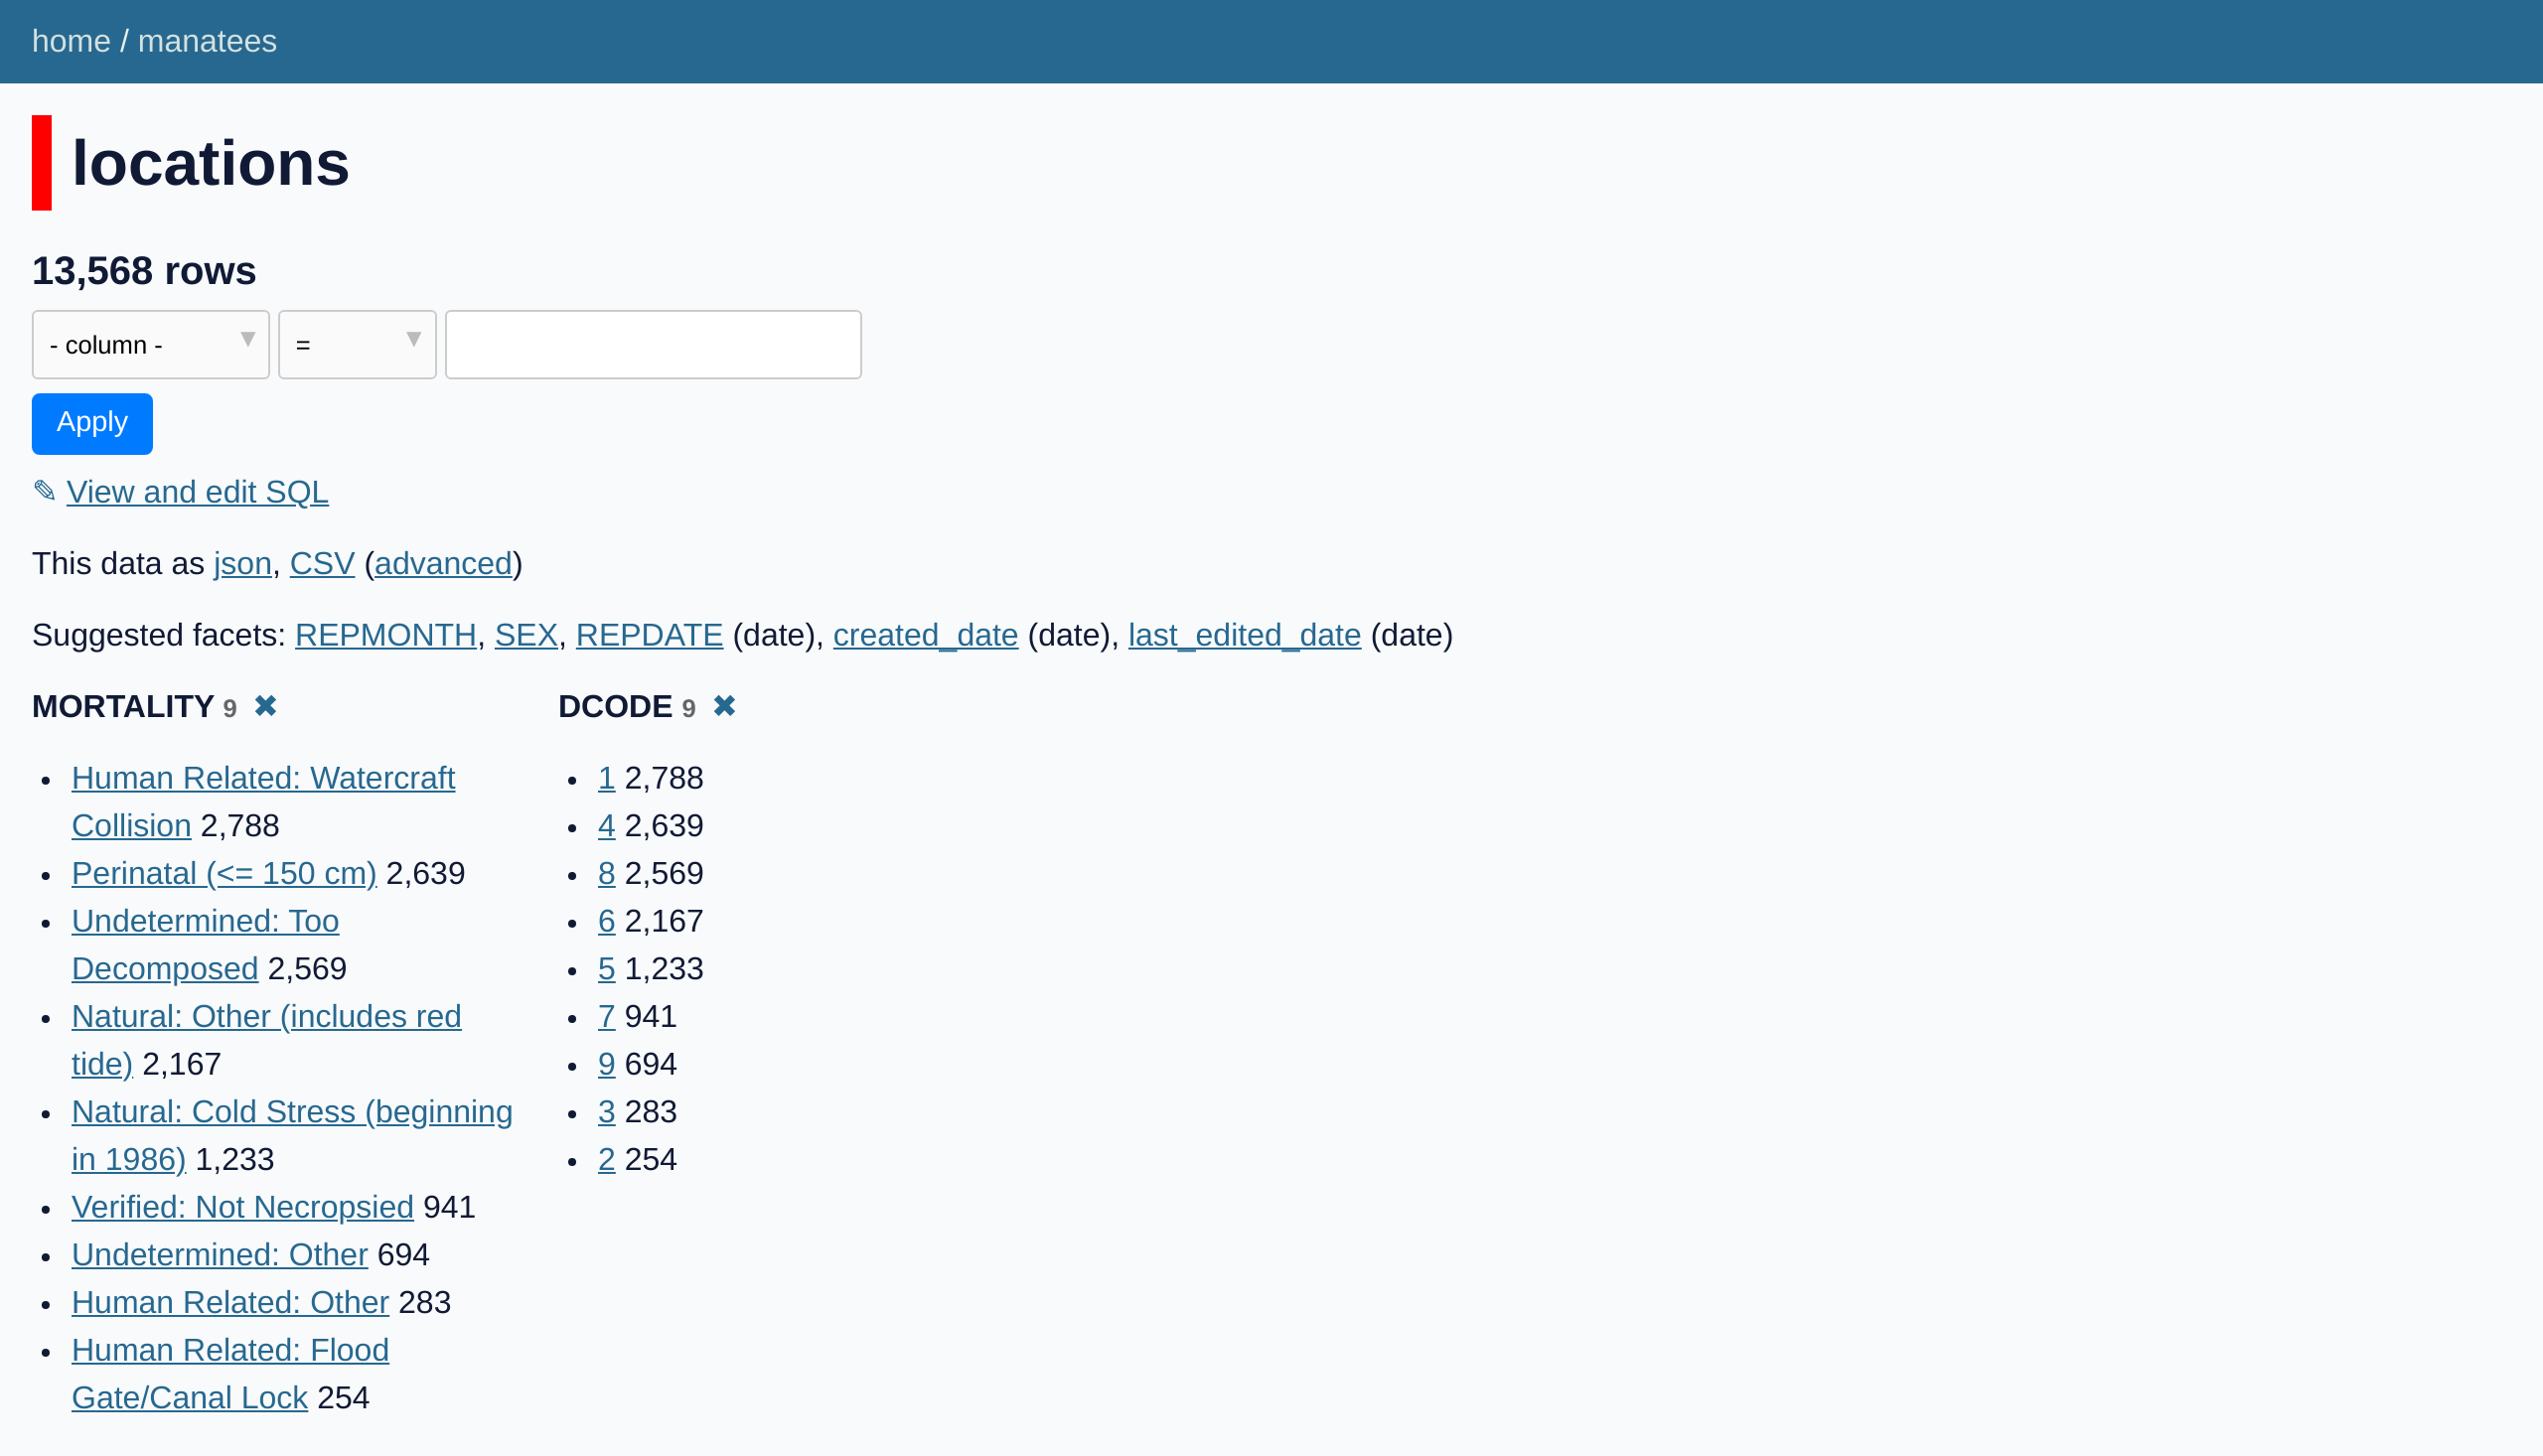 home / manatees
locations
13,568 rows
- column - ▼ = ▼
Apply
✎ View and edit SQL
This data as json, CSV (advanced)
Suggested facets: REPMONTH, SEX, REPDATE (date), created_date (date), last_edited_date (date)
MORTALITY 9 ✖
• Human Related: Watercraft
Collision 2,788
• Perinatal (<= 150 cm) 2,639
• Undetermined: Too
Decomposed 2,569
• Natural: Other (includes red
tide) 2,167
• Natural: Cold Stress (beginning
in 1986) 1,233
• Verified: Not Necropsied 941
• Undetermined: Other 694
• Human Related: Other 283
• Human Related: Flood
Gate/Canal Lock 254
DCODE 9 ✖
• 1 2,788
• 4 2,639
• 8 2,569
• 6 2,167
• 5 1,233
• 7 941
• 9 694
• 3 283
• 2 254